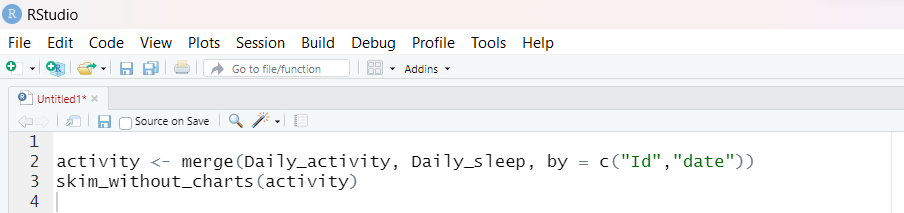 RStudio
File Edit Code View Plots Session Build Debug Profile Tools Help
Go to file/function Addins
Untitled1*
Source on Save
1
2 activity <- merge(Daily_activity, Daily_sleep, by = c("Id","date"))
3 skim_without_charts(activity)
4